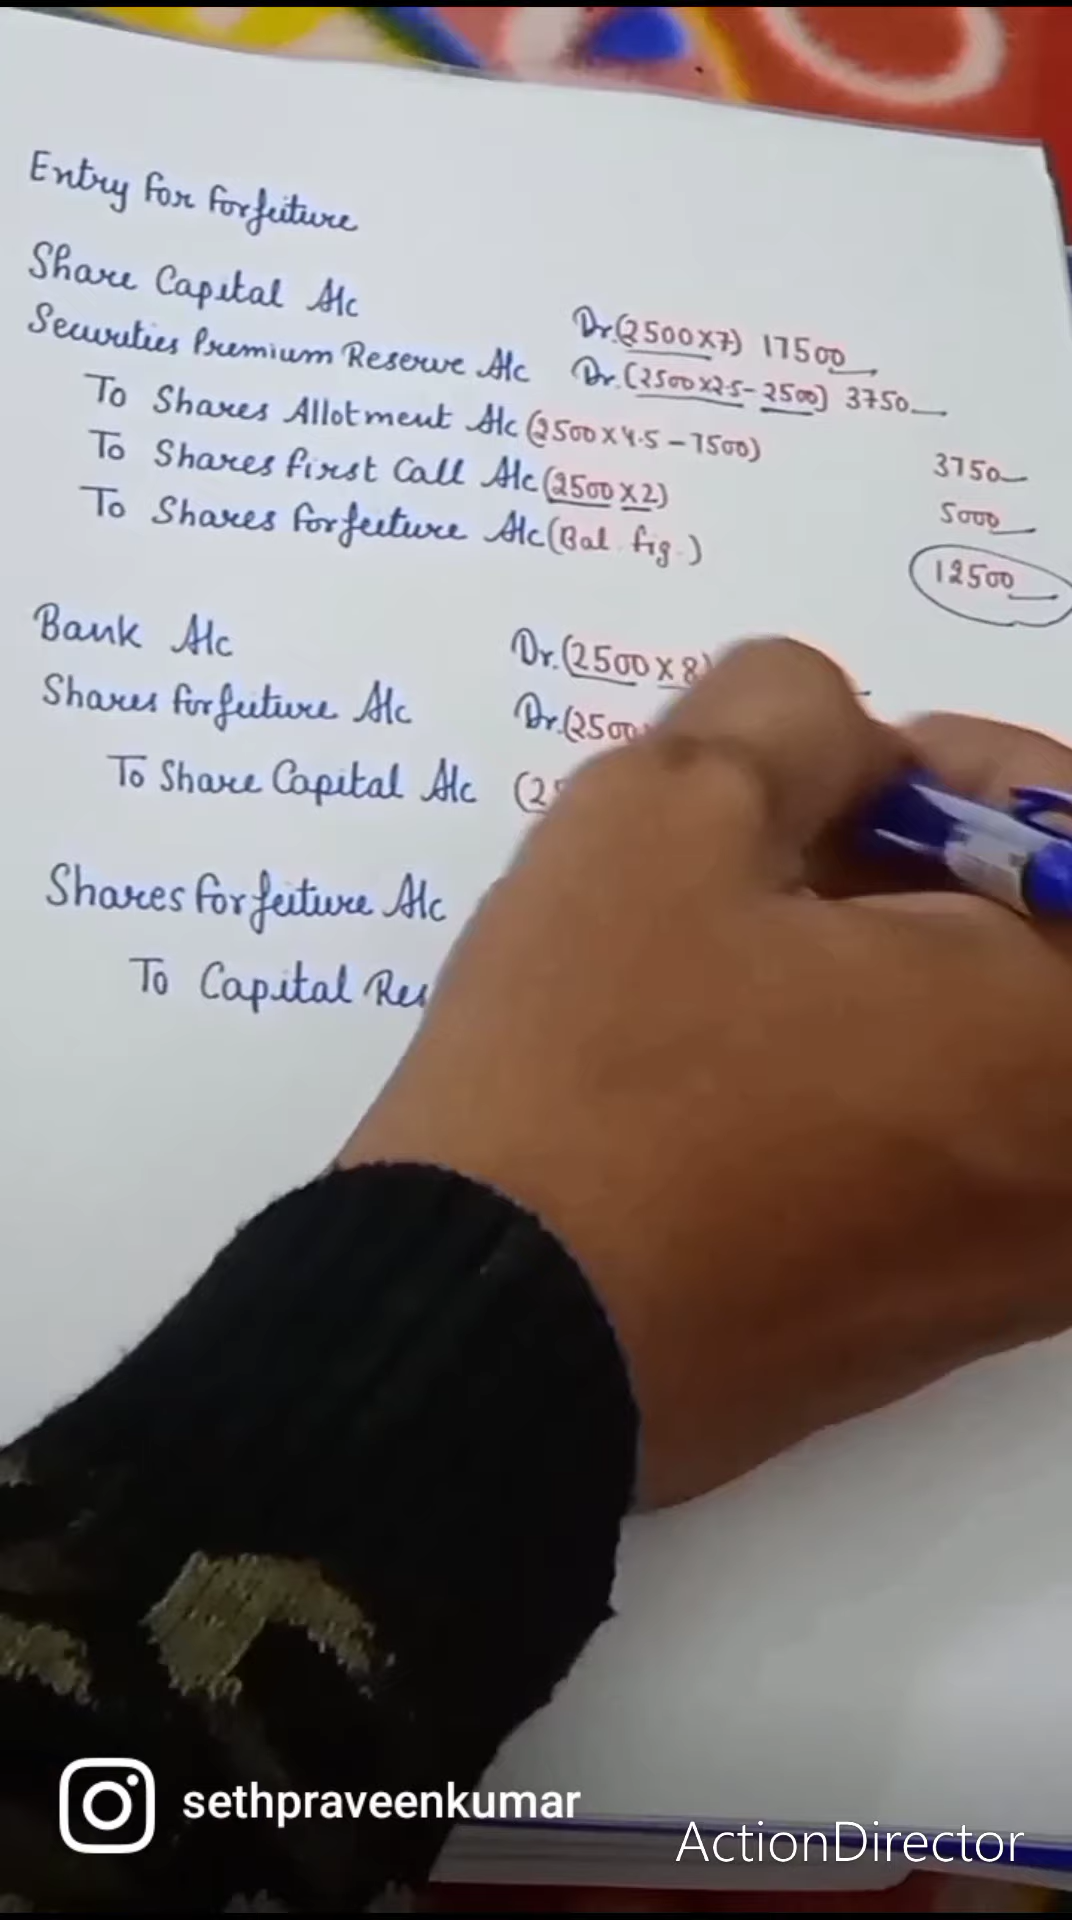 Entry for forfeiture
Share Capital A/c Dr.(2500x7) 17500
Securities Premium Reserve A/c Dr.(2500x2.5-2500) 3750
To Shares Allotment A/c (2500x4.5-7500) 3750
To Shares first Call A/c (2500x2) 5000
To Shares forfeiture A/c (Bal. fig.) 12500
Bank A/c Dr.(2500x8)
Shares forfeiture A/c Dr.(2500
To Share Capital A/c
Shares forfeiture A/c
To Capital
sethpraveenkumar
ActionDirector